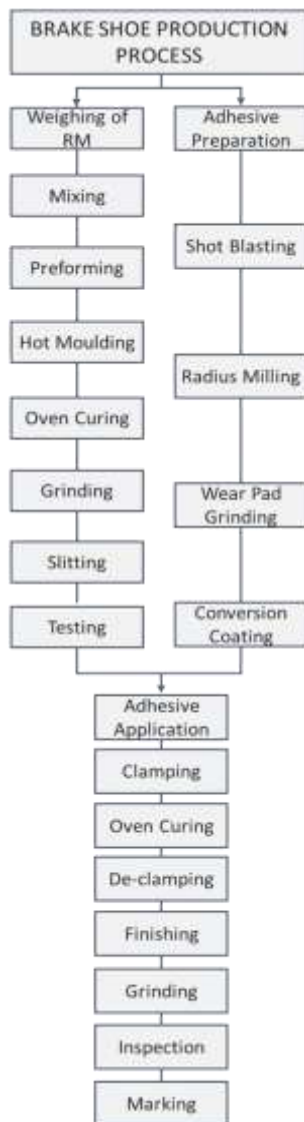 BRAKE SHOE PRODUCTION
PROCESS
Weighing of
RM
Mixing
Preforming
Hot Moulding
Oven Curing
Grinding
Slitting
Testing
Adhesive
Preparation
Shot Blasting
Radius Milling
Wear Pad
Grinding
Conversion
Coating
Adhesive
Application
Clamping
Oven Curing
De-clamping
Finishing
Grinding
Inspection
Marking